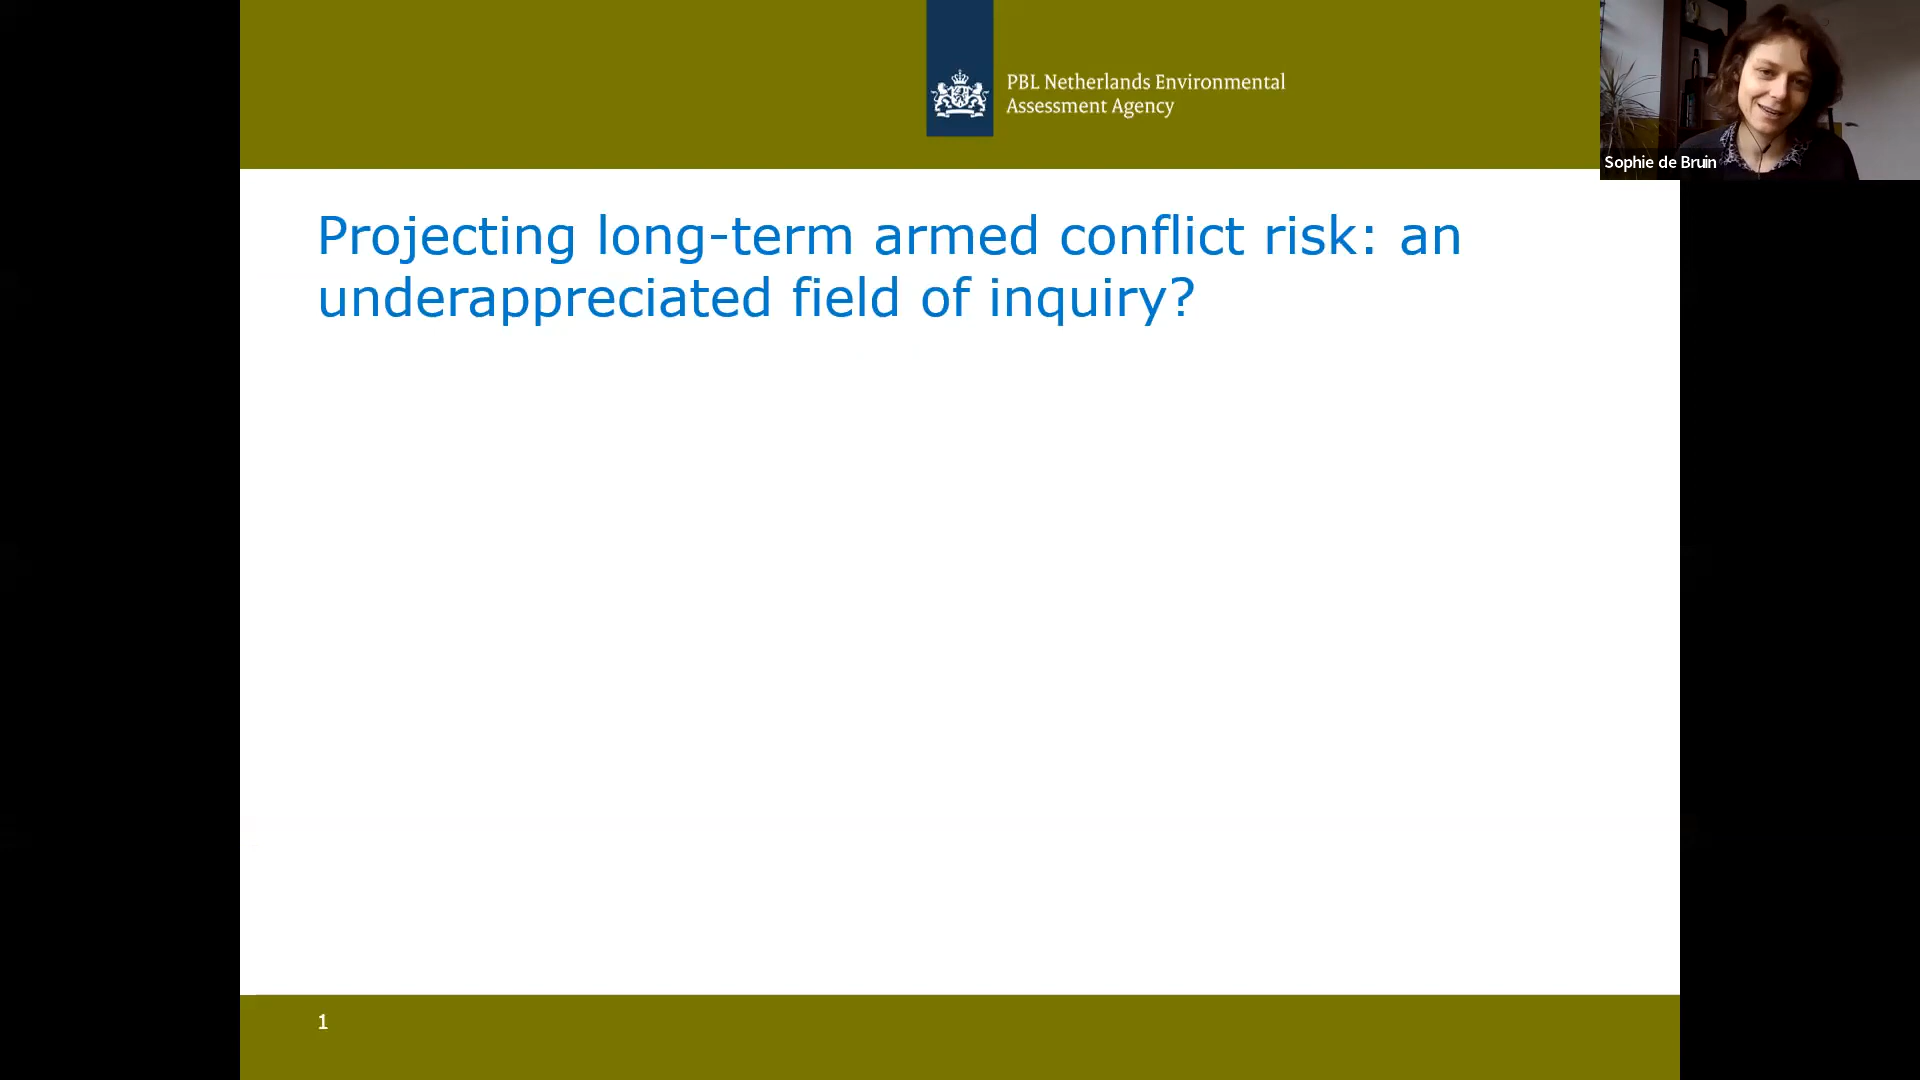 PBL Netherlands Environmental
Assessment Agency
Sophie de Bruin
Projecting long-term armed conflict risk: an
underappreciated field of inquiry?
1